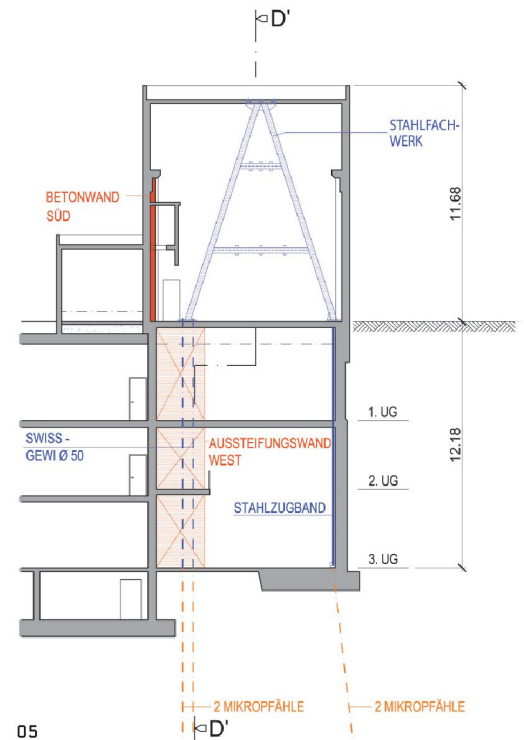 D'
STAHLFACH-
WERK
BETONWAND
SÜD
11.68
1. UG
SWISS -
GEWI Ø 50
AUSSTEIFUNGSWAND
WEST
12.18
2. UG
STAHLZUGBAND
3. UG
2 MIKROPFÄHLE
2 MIKROPFÄHLE
05
D'